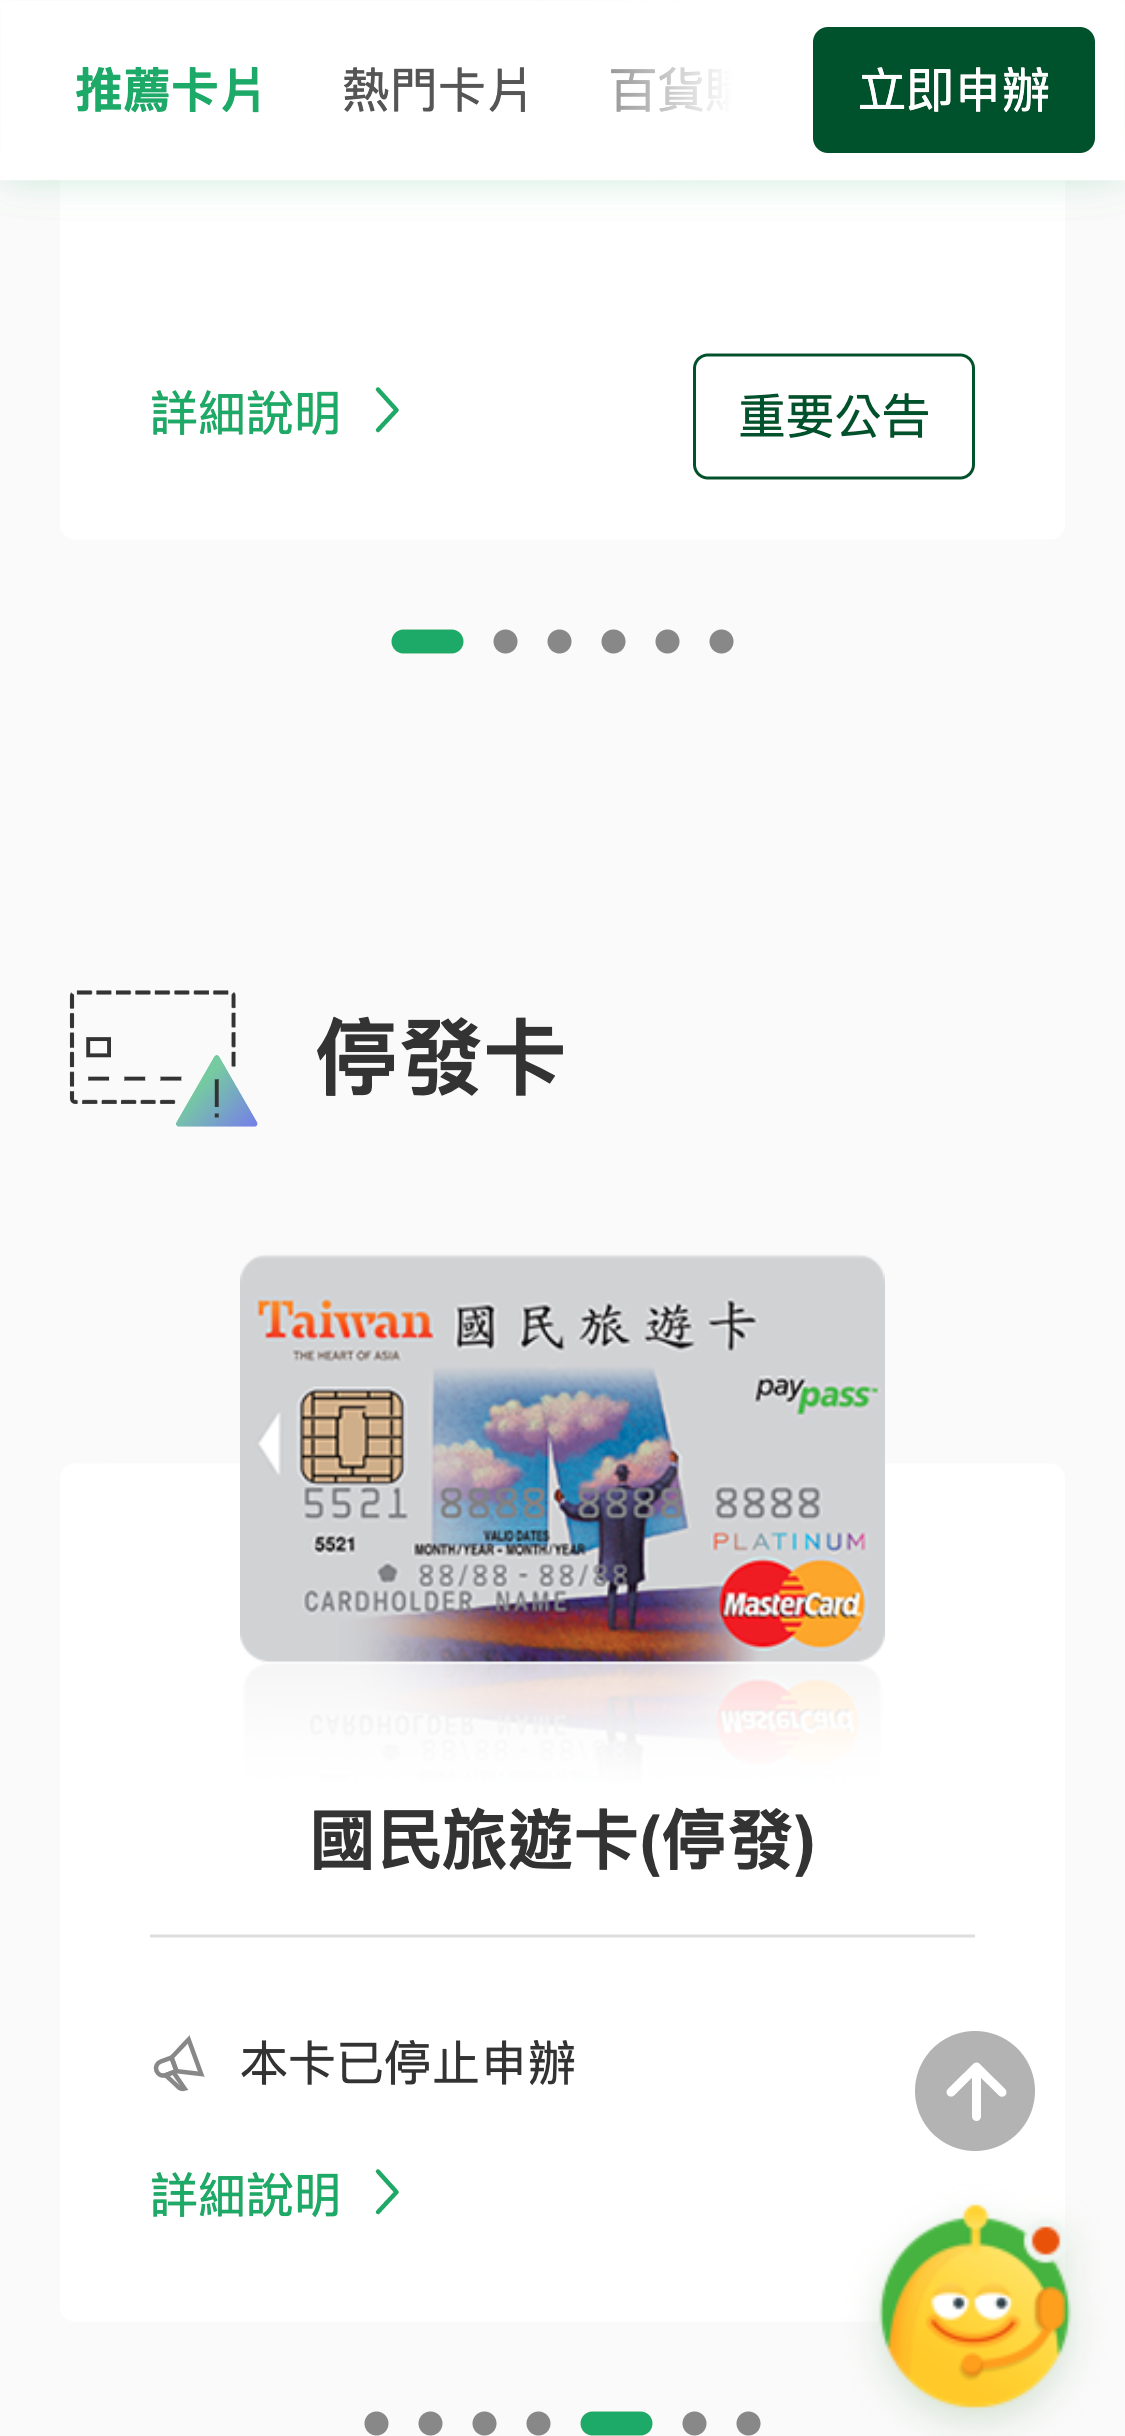 推薦卡片 熱門卡片 百貨 立即申辦
詳細說明 重要公告
停發卡
Taiwan 國民旅遊卡
THE HEART OF ASIA
paypass
5521 8888 8888 8888
5521 VALID DATES
MONTH/YEAR - MONTH/YEAR
PLATINUM
88/88 - 88/88
CARDHOLDER NAME
MasterCard
國民旅遊卡(停發)
本卡已停止申辦
詳細說明